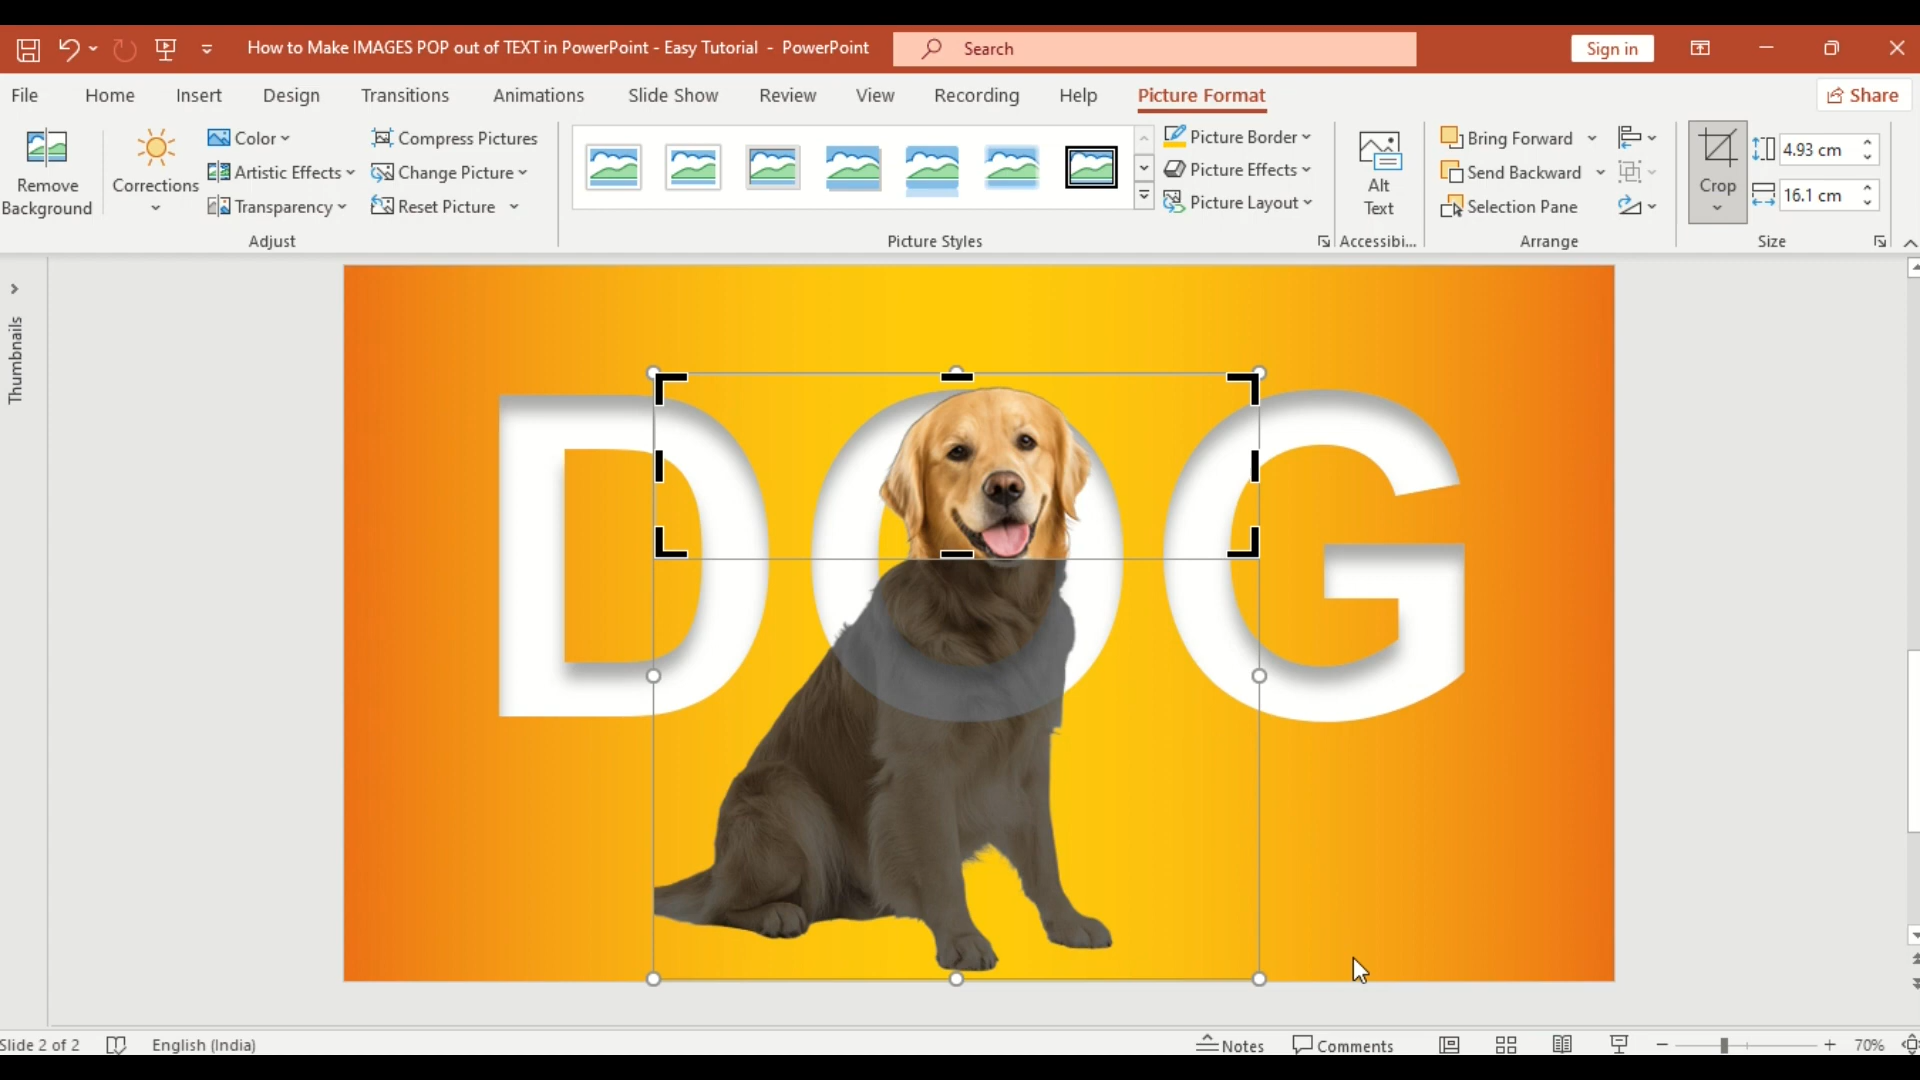 How to Make IMAGES POP out of TEXT in PowerPoint - Easy Tutorial - PowerPoint
Search
Sign in
File Home Insert Design Transitions Animations Slide Show Review View Recording Help Picture Format
Share
Remove Background
Corrections
Color
Artistic Effects
Transparency
Compress Pictures
Change Picture
Reset Picture
Adjust
Picture Styles
Picture Border
Picture Effects
Picture Layout
Alt Text
Accessibi...
Bring Forward
Send Backward
Selection Pane
Arrange
Crop
4.93 cm
16.1 cm
Size
Thumbnails
DOG
Slide 2 of 2
English (India)
Notes
Comments
70%